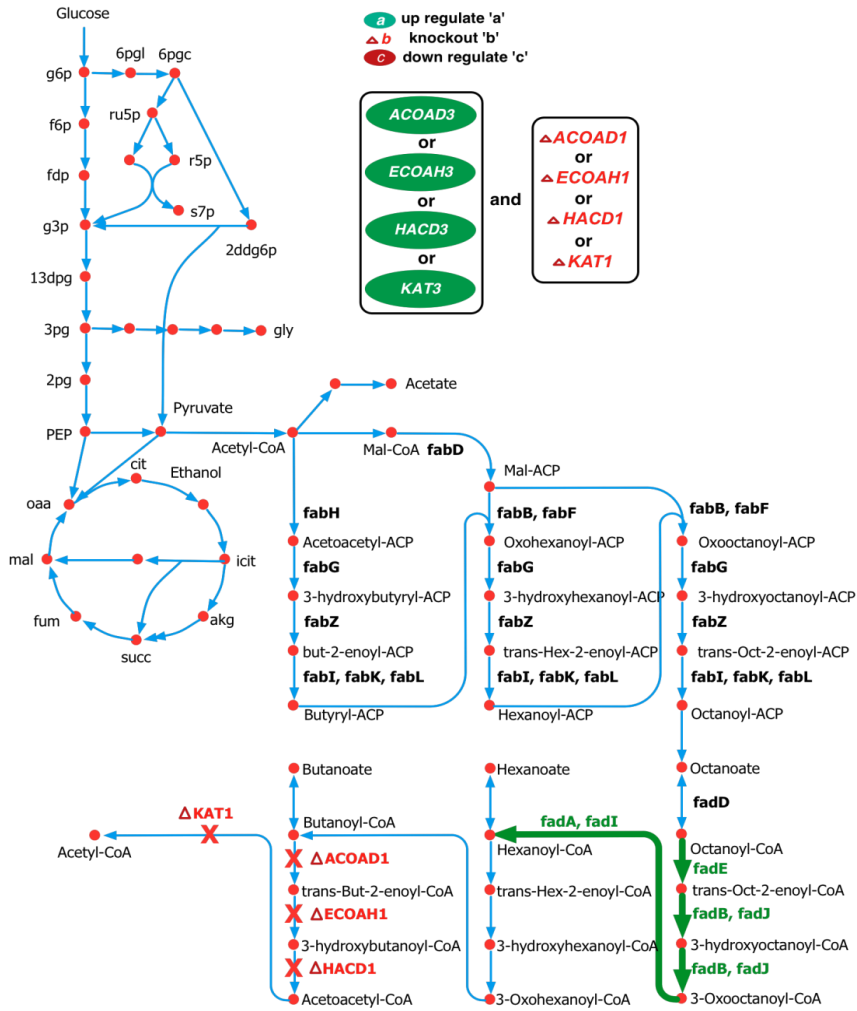 Glucose
a up regulate 'a'
△b knockout 'b'
c down regulate 'c'
g6p
6pgl
6pgc
f6p
ru5p
fdp
r5p
s7p
g3p
2ddg6p
13dpg
3pg
gly
2pg
PEP
Pyruvate
ACOAD3
or
ECOAH3
or
HACD3
or
KAT3
and
△ACOAD1
or
△ECOAH1
or
△HACD1
or
△KAT1
Acetate
Acetyl-CoA
Mal-CoA fabD
Mal-ACP
cit
Ethanol
oaa
mal
icit
fum
akg
succ
fabH
fabB, fabF
fabB, fabF
Acetoacetyl-ACP
Oxohexanoyl-ACP
Oxooctanoyl-ACP
fabG
fabG
fabG
3-hydroxybutyryl-ACP
3-hydroxyhexanoyl-ACP
3-hydroxyoctanoyl-ACP
fabZ
fabZ
fabZ
but-2-enoyl-ACP
trans-Hex-2-enoyl-ACP
trans-Oct-2-enoyl-ACP
fabI, fabK, fabL
fabI, fabK, fabL
fabI, fabK, fabL
Butyryl-ACP
Hexanoyl-ACP
Octanoyl-ACP
Butanoate
Hexanoate
Octanoate
fadD
△KAT1
Butanoyl-CoA
fadA, fadI
Acetyl-CoA
Hexanoyl-CoA
Octanoyl-CoA
△ACOAD1
fadE
trans-But-2-enoyl-CoA
trans-Hex-2-enoyl-CoA
trans-Oct-2-enoyl-CoA
△ECOAH1
fadB, fadJ
3-hydroxybutanoyl-CoA
3-hydroxyhexanoyl-CoA
3-hydroxyoctanoyl-CoA
△HACD1
fadB, fadJ
Acetoacetyl-CoA
3-Oxohexanoyl-CoA
3-Oxooctanoyl-CoA